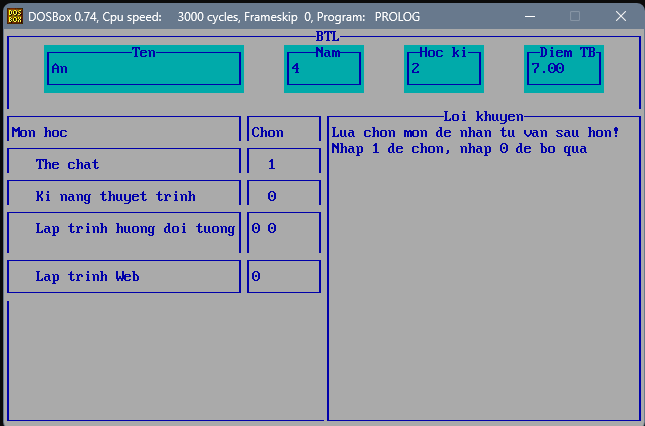 DOSBox 0.74, Cpu speed: 3000 cycles, Frameskip 0, Program: PROLOG
BTL
Ten
An
Nam
4
Hoc ki
2
Diem TB
7.00
Mon hoc
Chon
The chat
1
Ki nang thuyet trinh
0
Lap trinh huong doi tuong
0 0
Lap trinh Web
0
Loi khuyen
Lua chon mon de nhan tu van sau hon!
Nhap 1 de chon, nhap 0 de bo qua